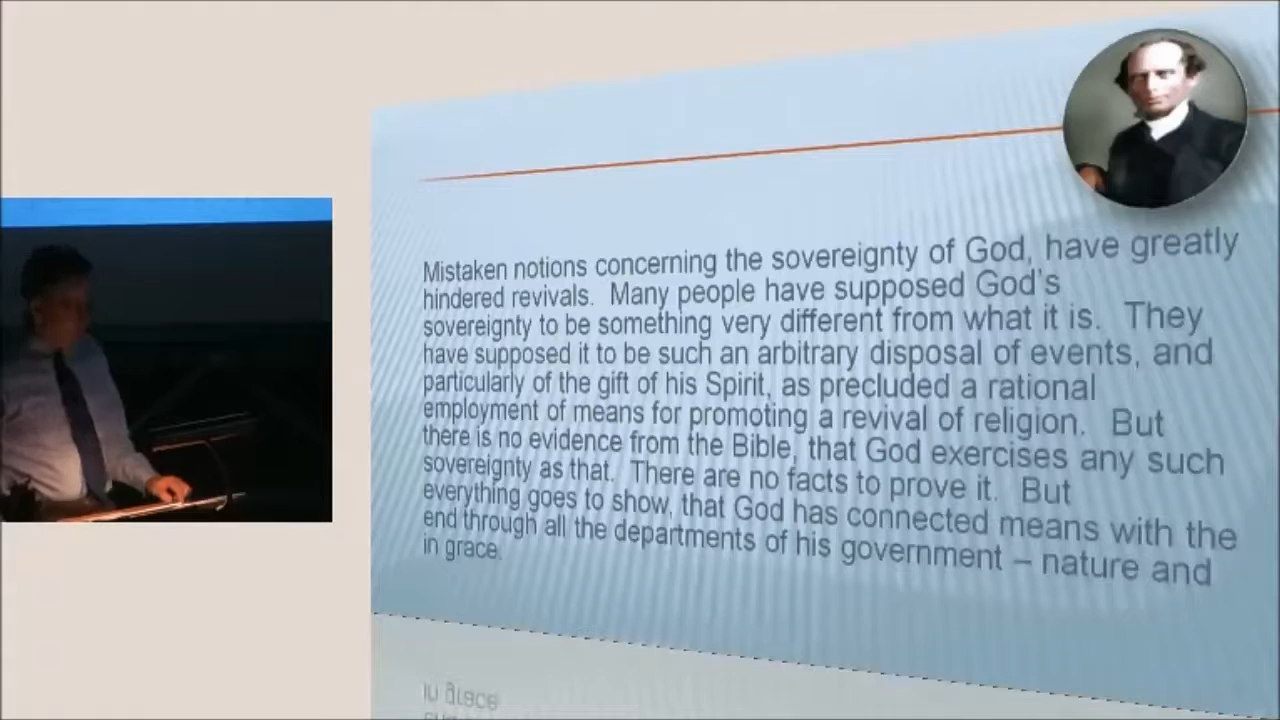 Mistaken notions concerning the sovereignty of God, have greatly
hindered revivals.  Many people have supposed God's
sovereignty to be something very different from what it is.  They
have supposed it to be such an arbitrary disposal of events, and
particularly of the gift of his Spirit, as precluded a rational
employment of means for promoting a revival of religion.  But
there is no evidence from the Bible, that God exercises any such
sovereignty as that.  There are no facts to prove it.  But
everything goes to show, that God has connected means with the
end through all the departments of his government – nature and
in grace.